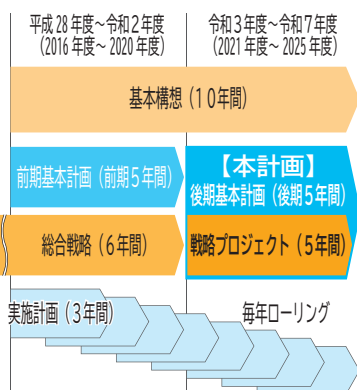 平成28年度～令和2年度
（2016年度～2020年度）
令和3年度～令和7年度
（2021年度～2025年度）
基本構想（10年間）
前期基本計画（前期5年間）
【本計画】
後期基本計画（後期5年間）
総合戦略（6年間）
戦略プロジェクト（5年間）
実施計画（3年間）
毎年ローリング